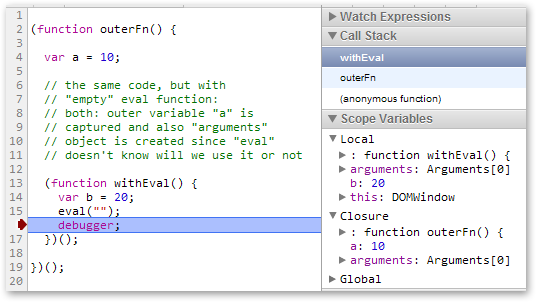 1
2 (function outerFn() {
3
4 var a = 10;
5
6 // the same code, but with
7 // "empty" eval function:
8 // both: outer variable "a" is
9 // captured and also "arguments"
10 // object is created since "eval"
11 // doesn't know will we use it or not
12
13 (function withEval() {
14 var b = 20;
15 eval("");
debugger;
17 })();
18
19 })();
20
Watch Expressions
Call Stack
withEval
outerFn
(anonymous function)
Scope Variables
Local
: function withEval() {
arguments: Arguments[0]
b: 20
this: DOMWindow
Closure
: function outerFn() {
a: 10
arguments: Arguments[0]
Global